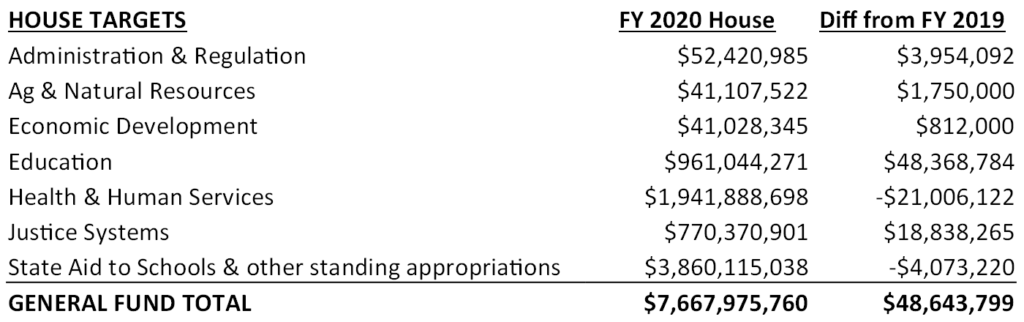 HOUSE TARGETS FY 2020 House Diff from FY 2019
Administration & Regulation $52,420,985 $3,954,092
Ag & Natural Resources $41,107,522 $1,750,000
Economic Development $41,028,345 $812,000
Education $961,044,271 $48,368,784
Health & Human Services $1,941,888,698 -$21,006,122
Justice Systems $770,370,901 $18,838,265
State Aid to Schools & other standing appropriations $3,860,115,038 -$4,073,220
GENERAL FUND TOTAL $7,667,975,760 $48,643,799